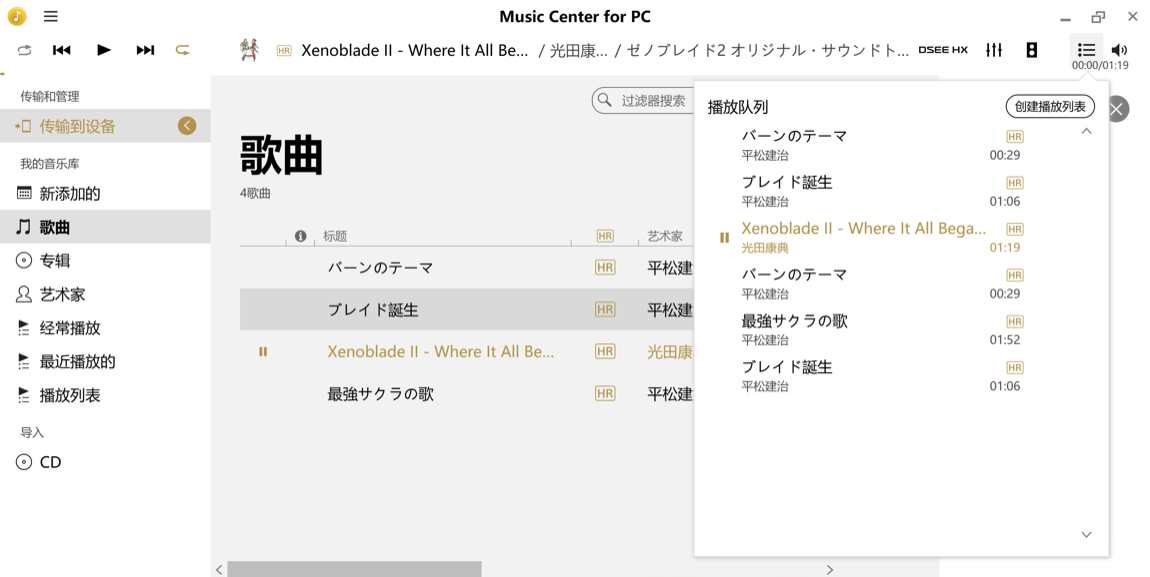 Music Center for PC
HR Xenoblade II - Where It All Be... / 光田康... / ゼノブレイド2 オリジナル・サウンドト... DSEE HX
00:00/01:19
传输和管理
传输到设备
我的音乐库
新添加的
歌曲
专辑
艺术家
经常播放
最近播放的
播放列表
导入
CD
过滤器搜索
歌曲
4歌曲
标题 HR 艺术家
バーンのテーマ HR 平松建
ブレイド誕生 HR 平松建
Xenoblade II - Where It All Be... HR 光田康
最強サクラの歌 HR 平松建
播放队列 创建播放列表
バーンのテーマ HR
平松建治 00:29
ブレイド誕生 HR
平松建治 01:06
Xenoblade II - Where It All Bega... HR
光田康典 01:19
バーンのテーマ HR
平松建治 00:29
最強サクラの歌 HR
平松建治 01:52
ブレイド誕生 HR
平松建治 01:06